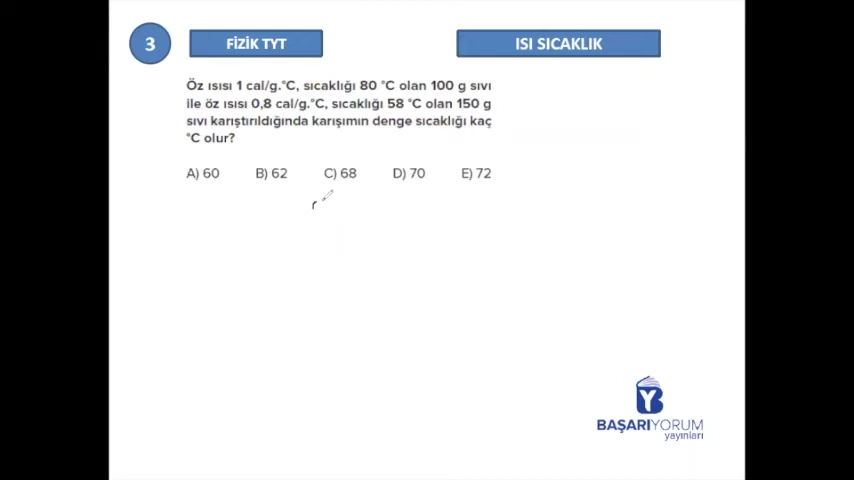 3
FİZİK TYT
ISI SICAKLIK
Öz ısısı 1 cal/g.°C, sıcaklığı 80 °C olan 100 g sıvı
ile öz ısısı 0,8 cal/g.°C, sıcaklığı 58 °C olan 150 g
sıvı karıştırıldığında karışımın denge sıcaklığı kaç
°C olur?
A) 60 B) 62 C) 68 D) 70 E) 72
BAŞARIYORUM
yayınları